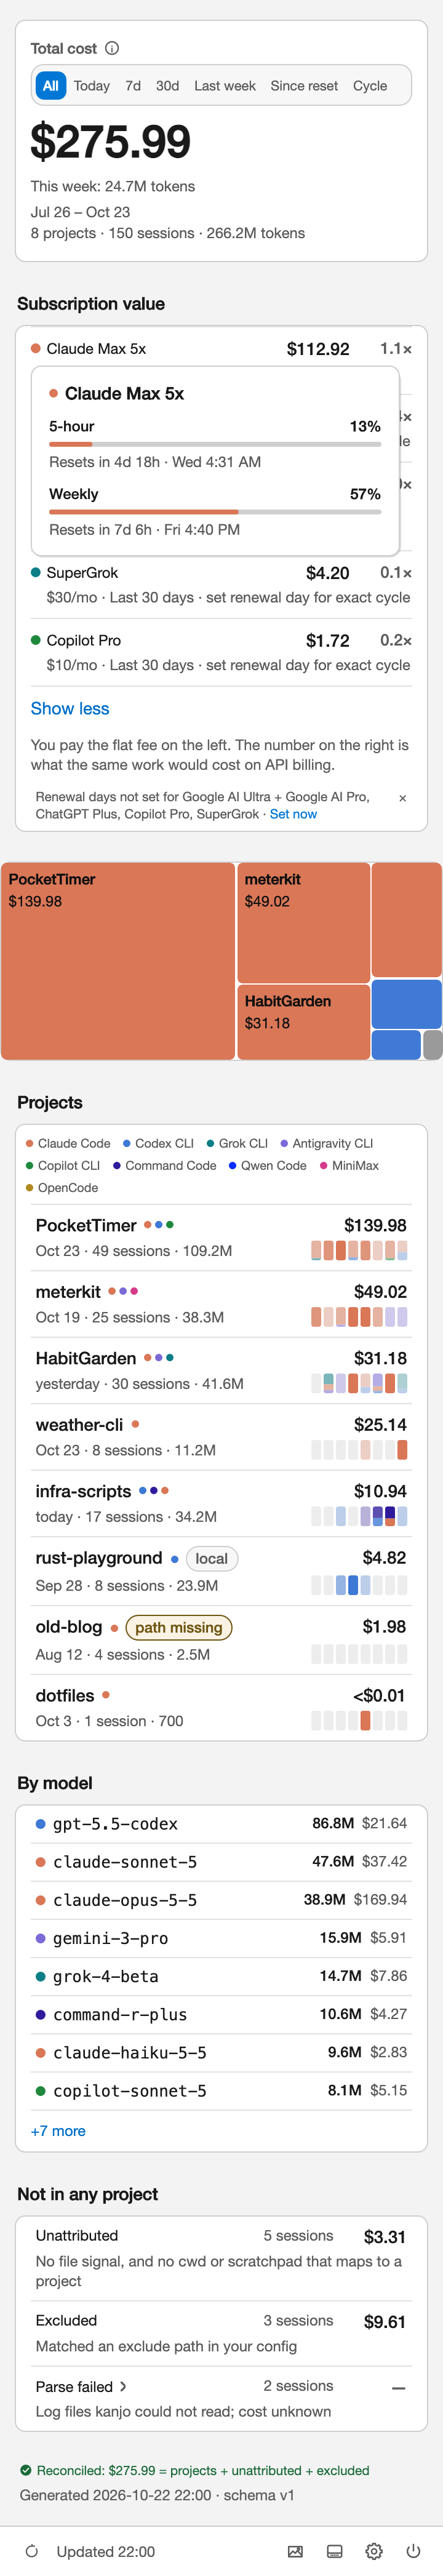 Total cost
All Today 7d 30d Last week Since reset Cycle
$275.99
This week: 24.7M tokens
Jul 26 – Oct 23
8 projects · 150 sessions · 266.2M tokens
Subscription value
Claude Max 5x $112.92 1.1×
Claude Max 5x
5-hour 13%
Resets in 4d 18h · Wed 4:31 AM
Weekly 57%
Resets in 7d 6h · Fri 4:40 PM
SuperGrok $4.20 0.1×
$30/mo · Last 30 days · set renewal day for exact cycle
Copilot Pro $1.72 0.2×
$10/mo · Last 30 days · set renewal day for exact cycle
Show less
You pay the flat fee on the left. The number on the right is
what the same work would cost on API billing.
Renewal days not set for Google AI Ultra + Google AI Pro, ×
ChatGPT Plus, Copilot Pro, SuperGrok · Set now
PocketTimer
$139.98
meterkit
$49.02
HabitGarden
$31.18
Projects
Claude Code Codex CLI Grok CLI Antigravity CLI
Copilot CLI Command Code Qwen Code MiniMax
OpenCode
PocketTimer $139.98
Oct 23 · 49 sessions · 109.2M
meterkit $49.02
Oct 19 · 25 sessions · 38.3M
HabitGarden $31.18
yesterday · 30 sessions · 41.6M
weather-cli $25.14
Oct 23 · 8 sessions · 11.2M
infra-scripts $10.94
today · 17 sessions · 34.2M
rust-playground local $4.82
Sep 28 · 8 sessions · 23.9M
old-blog path missing $1.98
Aug 12 · 4 sessions · 2.5M
dotfiles <$0.01
Oct 3 · 1 session · 700
By model
gpt-5.5-codex 86.8M $21.64
claude-sonnet-5 47.6M $37.42
claude-opus-5-5 38.9M $169.94
gemini-3-pro 15.9M $5.91
grok-4-beta 14.7M $7.86
command-r-plus 10.6M $4.27
claude-haiku-5-5 9.6M $2.83
copilot-sonnet-5 8.1M $5.15
+7 more
Not in any project
Unattributed 5 sessions $3.31
No file signal, and no cwd or scratchpad that maps to a
project
Excluded 3 sessions $9.61
Matched an exclude path in your config
Parse failed 2 sessions —
Log files kanjo could not read; cost unknown
Reconciled: $275.99 = projects + unattributed + excluded
Generated 2026-10-22 22:00 · schema v1
Updated 22:00